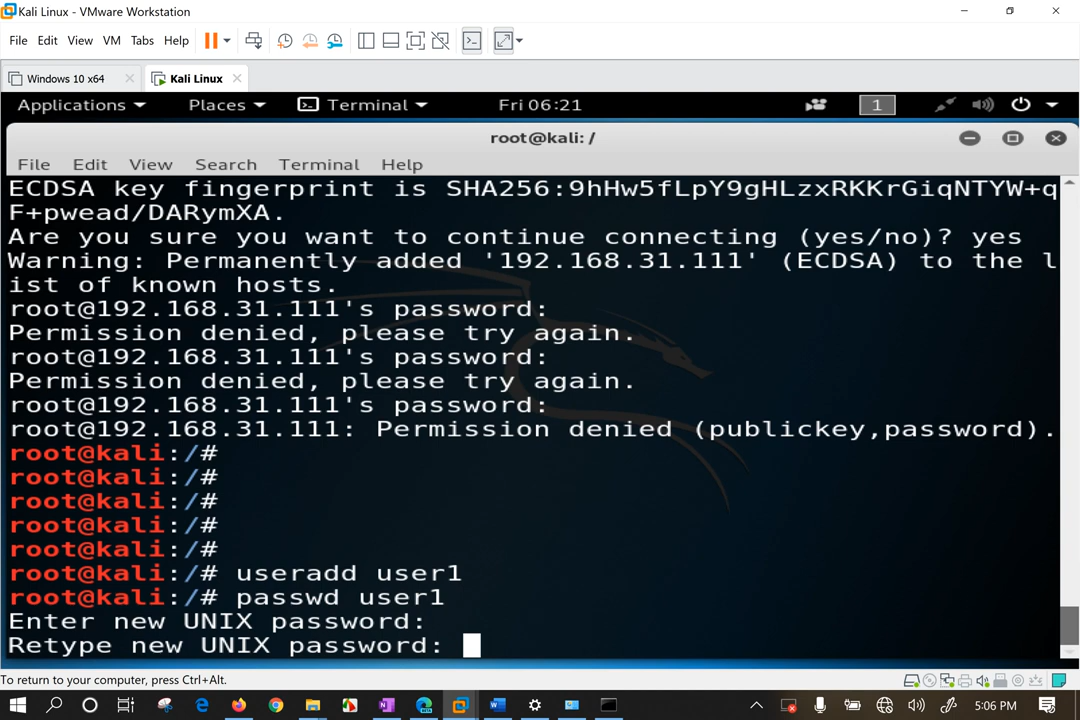 Kali Linux - VMware Workstation
File Edit View VM Tabs Help
Windows 10 x64
Kali Linux
Applications Places Terminal Fri 06:21 1
root@kali: /
File Edit View Search Terminal Help
ECDSA key fingerprint is SHA256:9hHw5fLpY9gHLzxRKKrGiqNTYW+q
F+pwead/DARymXA.
Are you sure you want to continue connecting (yes/no)? yes
Warning: Permanently added '192.168.31.111' (ECDSA) to the l
ist of known hosts.
root@192.168.31.111's password:
Permission denied, please try again.
root@192.168.31.111's password:
Permission denied, please try again.
root@192.168.31.111's password:
root@192.168.31.111: Permission denied (publickey,password).
root@kali:/#
root@kali:/#
root@kali:/#
root@kali:/#
root@kali:/#
root@kali:/# useradd user1
root@kali:/# passwd user1
Enter new UNIX password:
Retype new UNIX password:
To return to your computer, press Ctrl+Alt.
5:06 PM